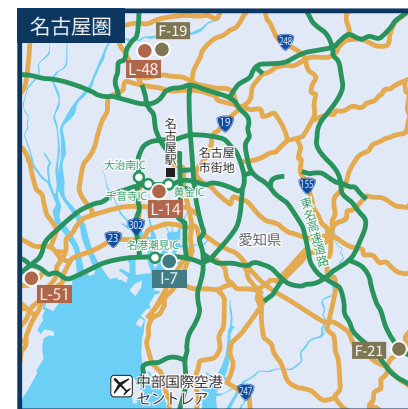 名古屋圏
F-19
L-48
248
19
名古屋駅
名古屋
市街地
大治南IC
千音寺IC
黄金IC
155
L-14
東名高速道路
302
23
名港潮見IC
愛知県
I-7
L-51
F-21
中部国際空港
セントレア
247